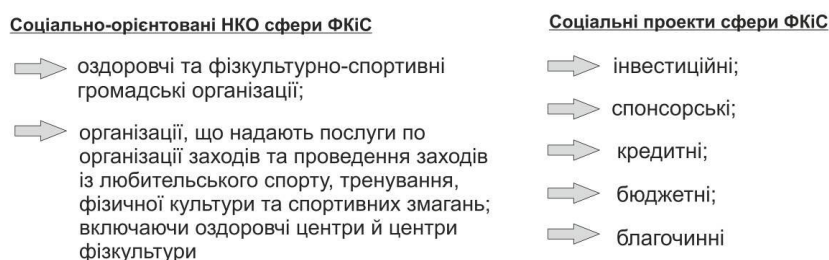 Соціально-орієнтовані НКО сфери ФКіС
оздоровчі та фізкультурно-спортивні
громадські організації;
організації, що надають послуги по
організації заходів та проведення заходів
із любительського спорту, тренування,
фізичної культури та спортивних змагань;
включаючи оздоровчі центри й центри
фізкультури
Соціальні проекти сфери ФКіС
інвестиційні;
спонсорські;
кредитні;
бюджетні;
благочинні